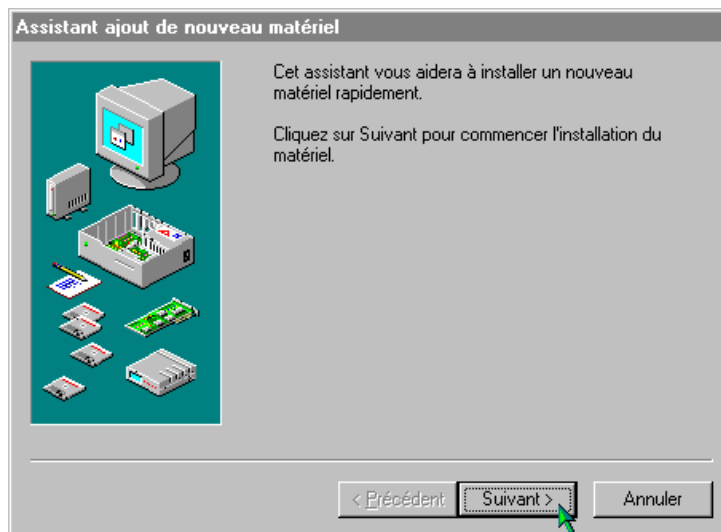 Assistant ajout de nouveau matériel
Cet assistant vous aidera à installer un nouveau
matériel rapidement.
Cliquez sur Suivant pour commencer l'installation du
matériel.
< Précédent
Suivant >
Annuler